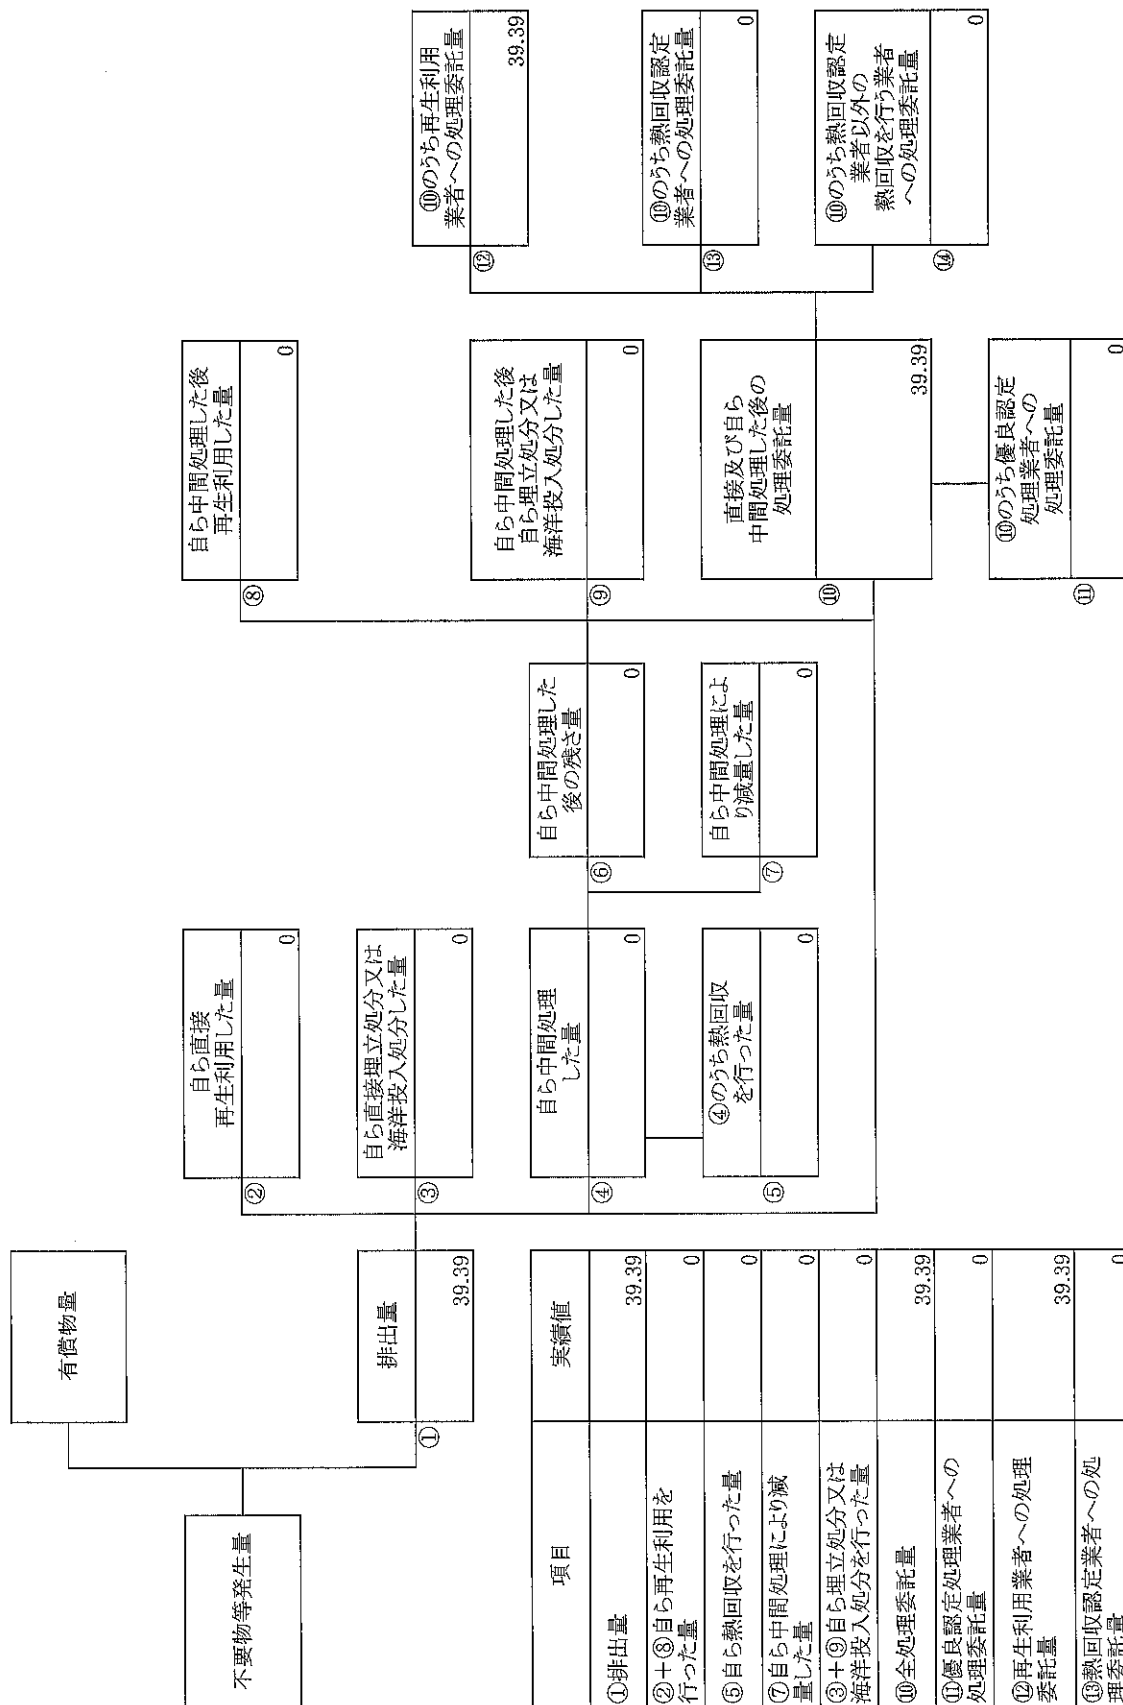 不要物等発生量
有償物量
排出量
①
39.39
自ら直接
再生利用した量
②
0
自ら直接埋立処分又は
海洋投入処分した量
③
0
自ら中間処理
した量
④
0
④のうち熱回収
を行った量
⑤
0
自ら中間処理した
後の残さ量
⑥
0
自ら中間処理によ
り減量した量
⑦
0
自ら中間処理した後
再生利用した量
⑧
0
自ら中間処理した後
自ら埋立処分又は
海洋投入処分した量
⑨
0
直接及び自ら
中間処理した後の
処理委託量
⑩
39.39
⑩のうち優良認定
処理業者への
処理委託量
⑪
0
⑩のうち再生利用
業者への処理委託量
⑫
39.39
⑩のうち熱回収認定
業者への処理委託量
⑬
0
⑩のうち熱回収認定
業者以外の
熱回収を行う業者
への処理委託量
⑭
0
項目 実績値
①排出量 39.39
②+⑧自ら再生利用を
行った量 0
⑤自ら熱回収を行った量 0
⑦自ら中間処理により減
量した量 0
③+⑨自ら埋立処分又は
海洋投入処分を行った量 0
⑩全処理委託量 39.39
⑪優良認定処理業者への
処理委託量 0
⑫再生利用業者への処理
委託量 39.39
⑬熱回収認定業者への処
理委託量 0